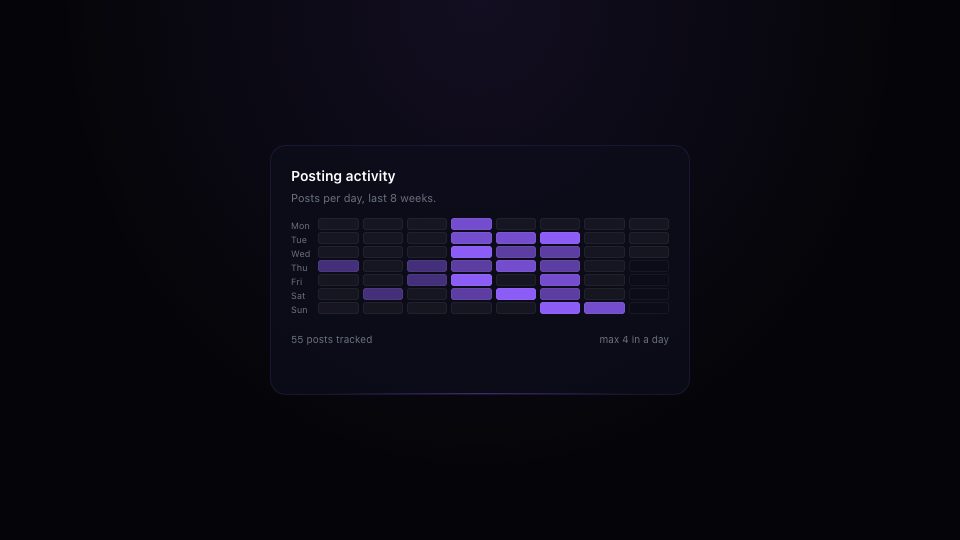 Posting activity
Posts per day, last 8 weeks.
Mon
Tue
Wed
Thu
Fri
Sat
Sun
55 posts tracked
max 4 in a day